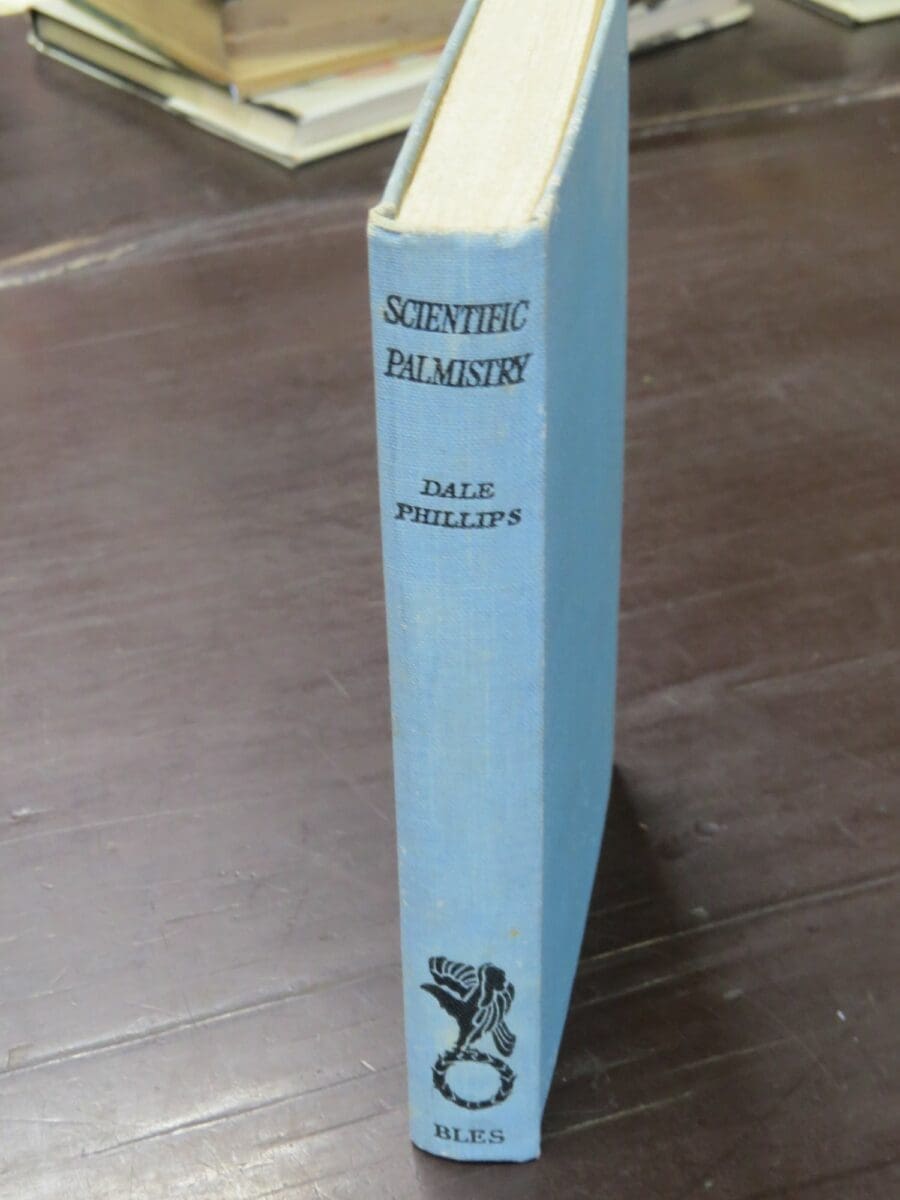 SCIENTIFIC
PALMISTRY
DALE
PHILLIPS
BLES